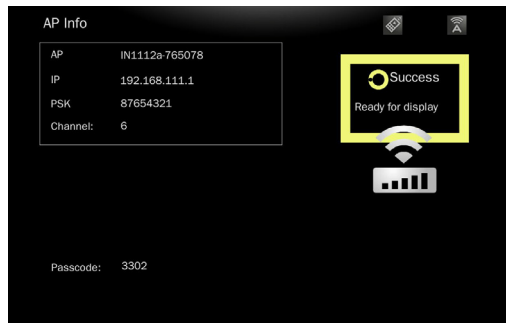 AP Info
AP IN1112a-765078
IP 192.168.111.1
PSK 87654321
Channel: 6
Success
Ready for display
Passcode: 3302